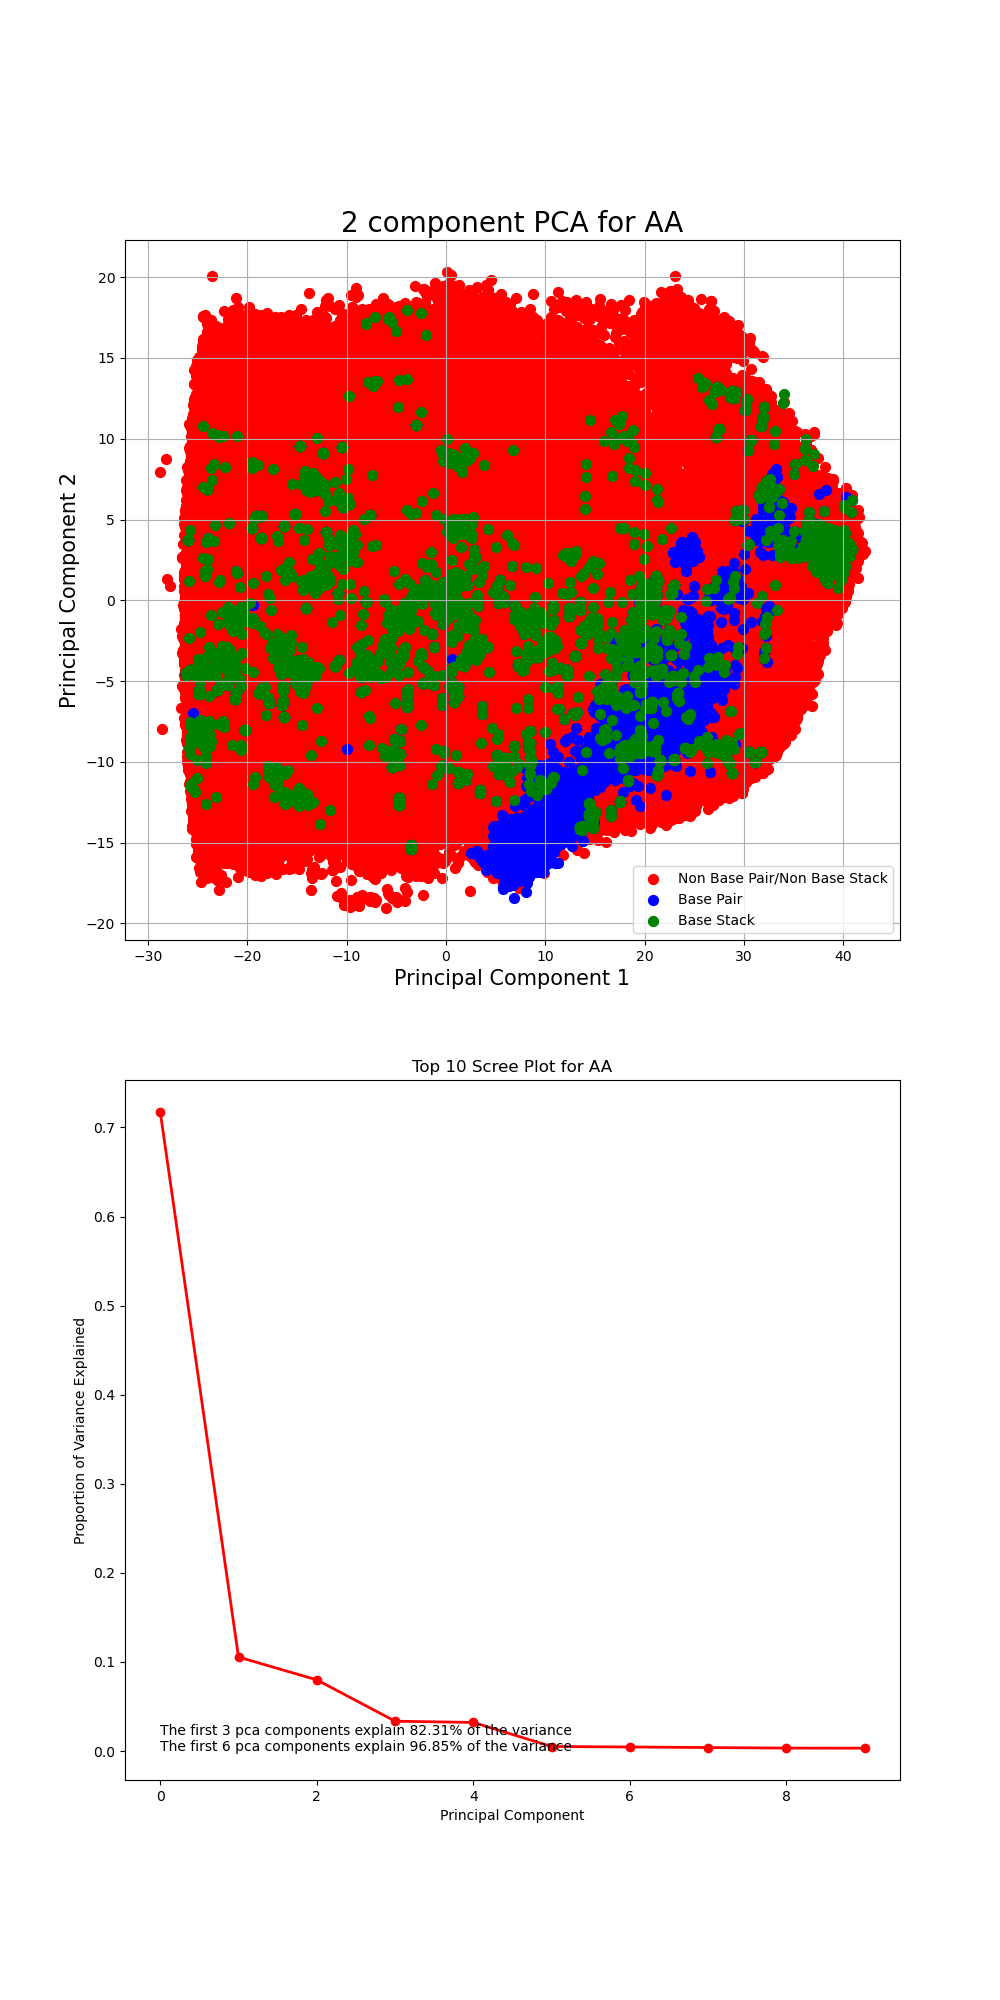 2 component PCA for AA
20
15
10
5
0
−5
−10
−15
−20
Principal Component 2
Non Base Pair/Non Base Stack
Base Pair
Base Stack
−30 −20 −10 0 10 20 30 40
Principal Component 1
Top 10 Scree Plot for AA
0.7
0.6
0.5
0.4
0.3
0.2
0.1
0.0
Proportion of Variance Explained
The first 3 pca components explain 82.31% of the variance
The first 6 pca components explain 96.85% of the variance
0 2 4 6 8
Principal Component